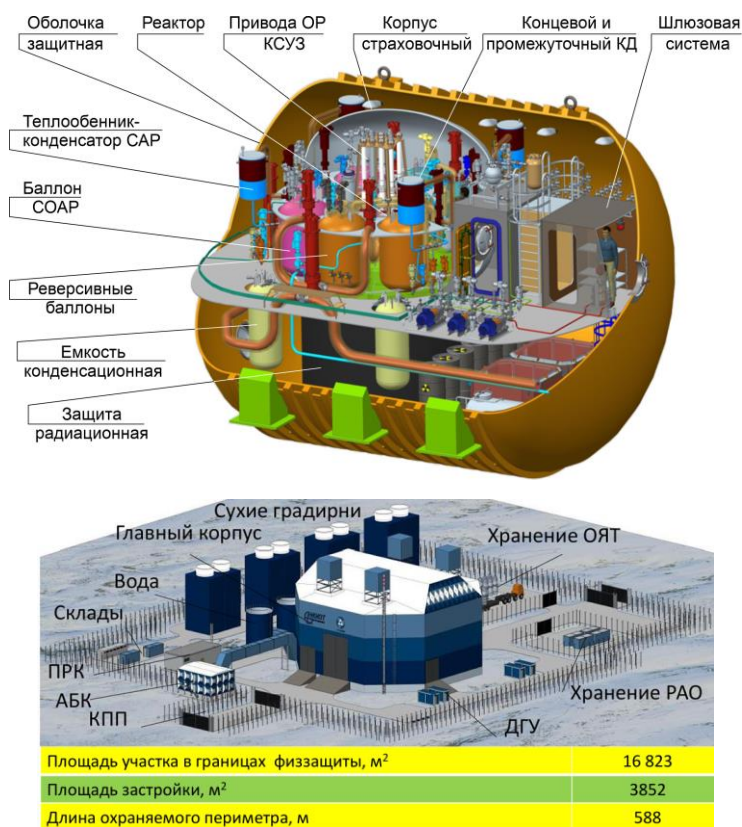 Оболочка
защитная
Реактор
Привода ОР
КСУЗ
Корпус
страховочный
Концевой и
промежуточный КД
Шлюзовая
система
Теплообенник-
конденсатор САР
Баллон
СОАР
Реверсивные
баллоны
Емкость
конденсационная
Защита
радиационная
Сухие градирни
Главный корпус
Хранение ОЯТ
Вода
Склады
ПРК
АБК
КПП
Хранение РАО
ДГУ
Площадь участка в границах физзащиты, м² 16 823
Площадь застройки, м² 3852
Длина охраняемого периметра, м 588